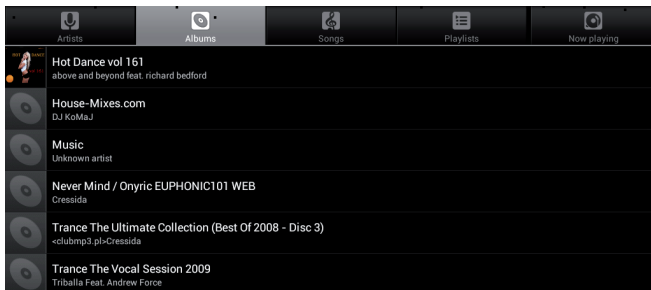 Artists Albums Songs Playlists Now playing
HOT DANCE
Hot Dance vol 161
above and beyond feat. richard bedford
House-Mixes.com
DJ KoMaJ
Music
Unknown artist
Never Mind / Onyric EUPHONIC101 WEB
Cressida
Trance The Ultimate Collection (Best Of 2008 - Disc 3)
<clubmp3.pl>Cressida
Trance The Vocal Session 2009
Triballa Feat. Andrew Force